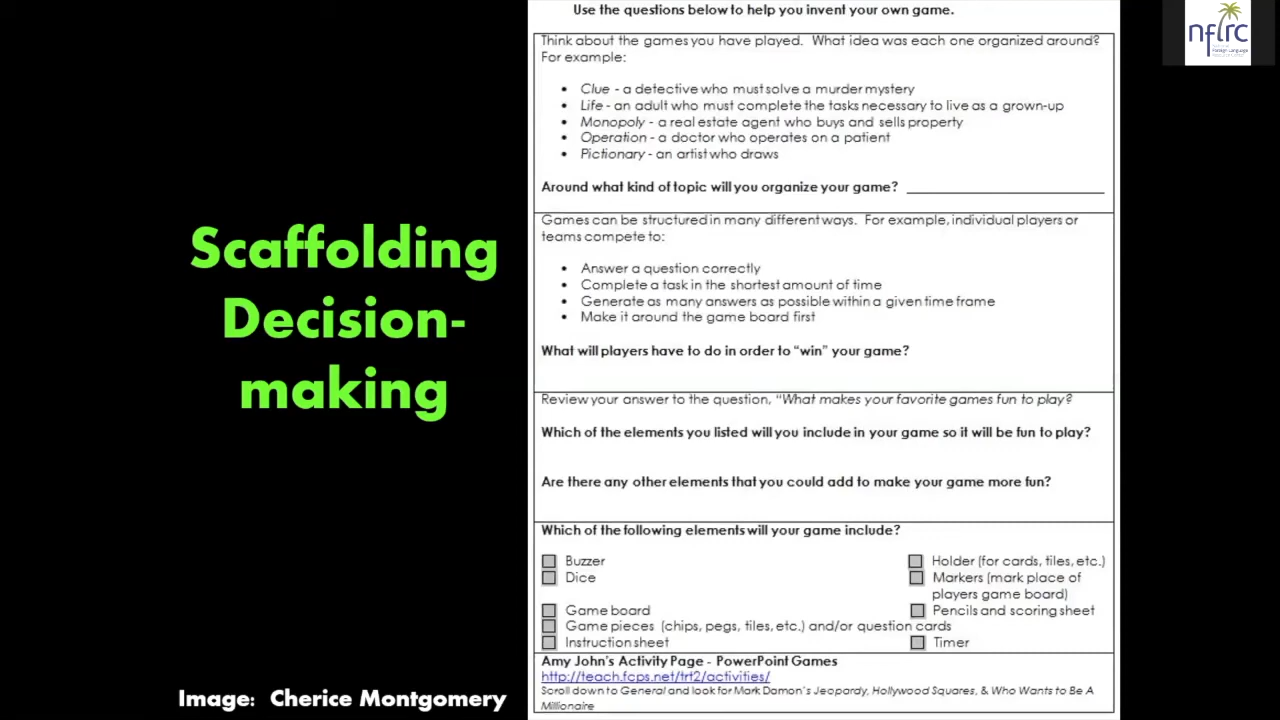 Scaffolding
Decision-
making
Image: Cherice Montgomery
Use the questions below to help you invent your own game.
Think about the games you have played. What idea was each one organized around?
For example:
• Clue - a detective who must solve a murder mystery
• Life - an adult who must complete the tasks necessary to live as a grown-up
• Monopoly - a real estate agent who buys and sells property
• Operation - a doctor who operates on a patient
• Pictionary - an artist who draws
Around what kind of topic will you organize your game? ____________________
Games can be structured in many different ways. For example, individual players or
teams compete to:
• Answer a question correctly
• Complete a task in the shortest amount of time
• Generate as many answers as possible within a given time frame
• Make it around the game board first
What will players have to do in order to “win” your game?
Review your answer to the question, “What makes your favorite games fun to play?
Which of the elements you listed will you include in your game so it will be fun to play?
Are there any other elements that you could add to make your game more fun?
Which of the following elements will your game include?
Buzzer
Dice
Game board
Game pieces (chips, pegs, tiles, etc.) and/or question cards
Instruction sheet
Holder (for cards, tiles, etc.)
Markers (mark place of
players game board)
Pencils and scoring sheet
Timer
Amy John's Activity Page - PowerPoint Games
http://teach.fcps.net/trt2/activities/
Scroll down to General and look for Mark Damon's Jeopardy, Hollywood Squares, & Who Wants to Be A
Millionaire
nflrc
Foreign Language